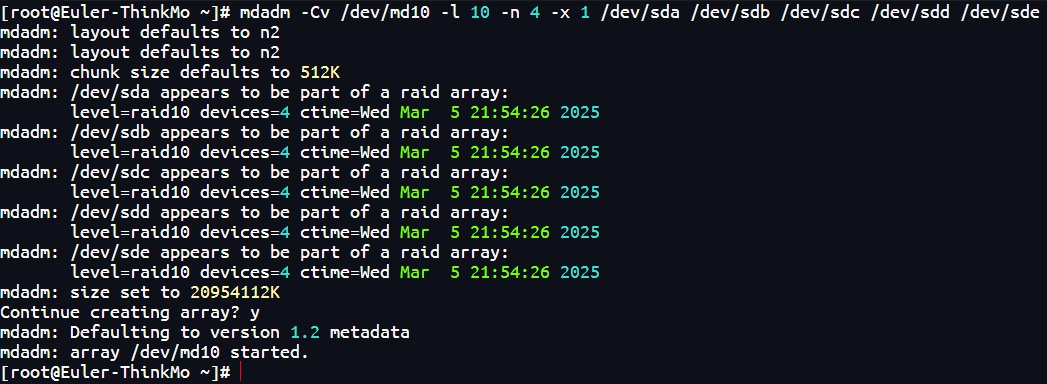 [root@Euler-ThinkMo ~]# mdadm -Cv /dev/md10 -l 10 -n 4 -x 1 /dev/sda /dev/sdb /dev/sdc /dev/sdd /dev/sde
mdadm: layout defaults to n2
mdadm: layout defaults to n2
mdadm: chunk size defaults to 512K
mdadm: /dev/sda appears to be part of a raid array:
       level=raid10 devices=4 ctime=Wed Mar  5 21:54:26 2025
mdadm: /dev/sdb appears to be part of a raid array:
       level=raid10 devices=4 ctime=Wed Mar  5 21:54:26 2025
mdadm: /dev/sdc appears to be part of a raid array:
       level=raid10 devices=4 ctime=Wed Mar  5 21:54:26 2025
mdadm: /dev/sdd appears to be part of a raid array:
       level=raid10 devices=4 ctime=Wed Mar  5 21:54:26 2025
mdadm: /dev/sde appears to be part of a raid array:
       level=raid10 devices=4 ctime=Wed Mar  5 21:54:26 2025
mdadm: size set to 20954112K
Continue creating array? y
mdadm: Defaulting to version 1.2 metadata
mdadm: array /dev/md10 started.
[root@Euler-ThinkMo ~]#